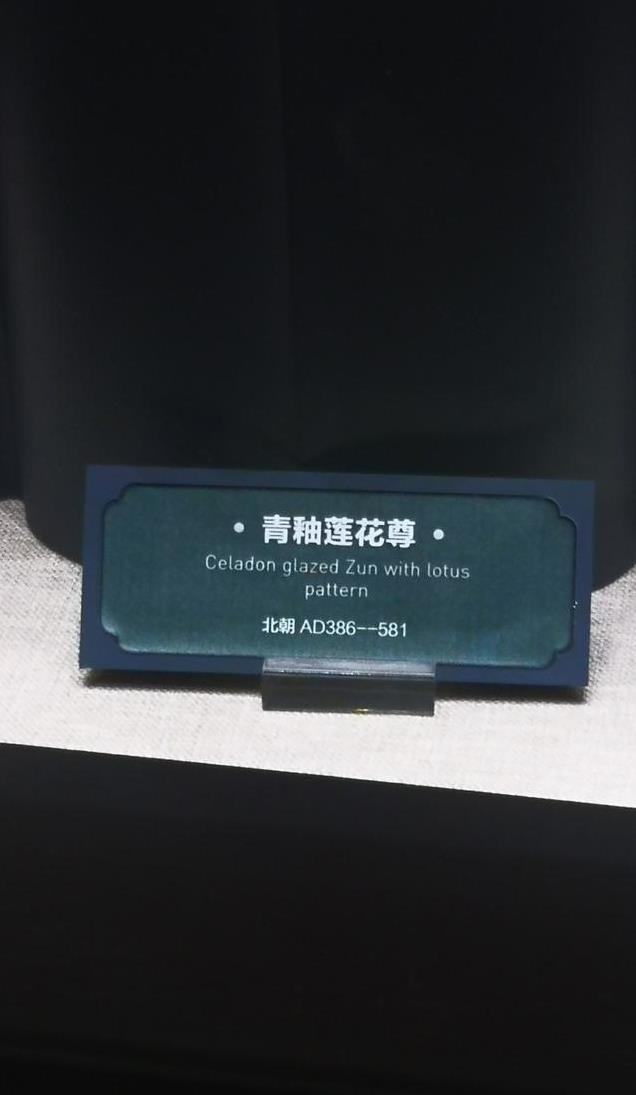 • 青釉莲花尊 •
Celadon glazed Zun with lotus
pattern
北朝 AD386--581